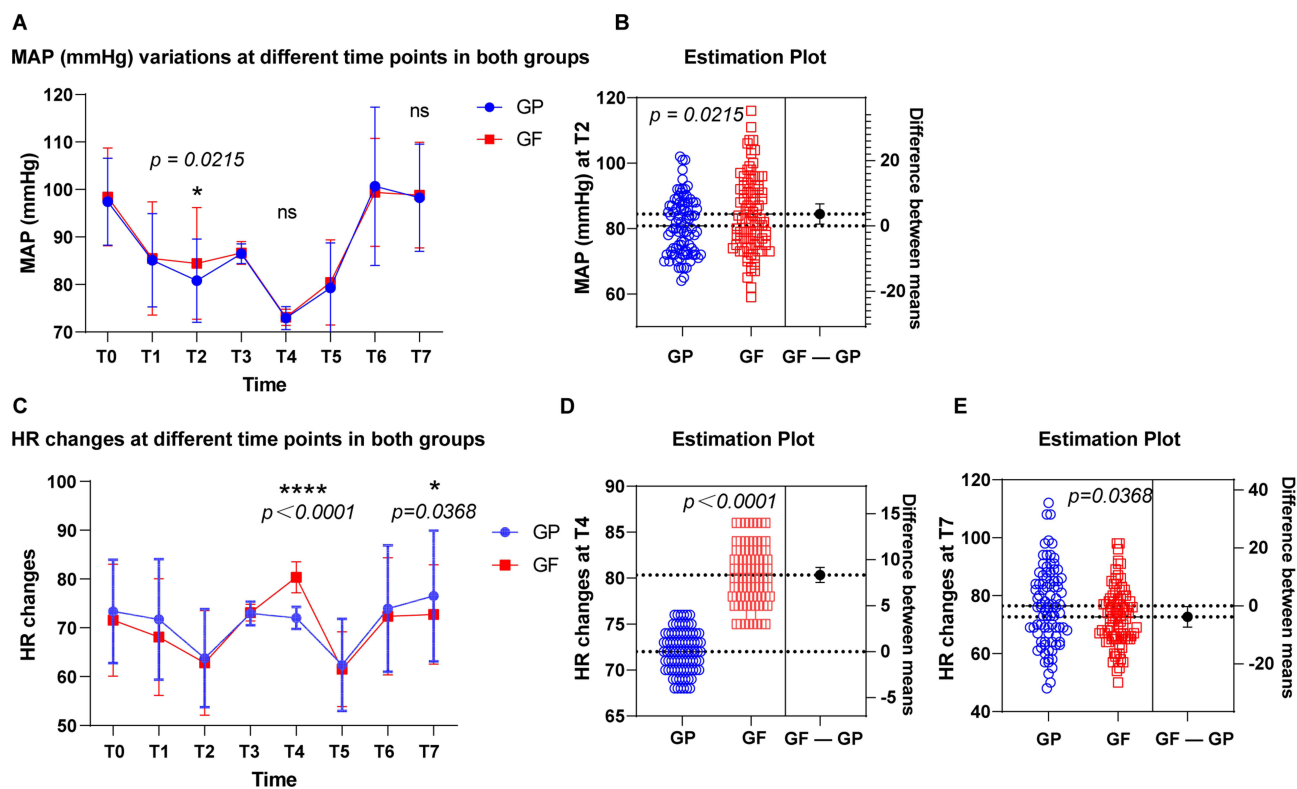 A
MAP (mmHg) variations at different time points in both groups
120
110
100
90
80
70
MAP (mmHg)
p = 0.0215
*
ns
ns
GP
GF
T0 T1 T2 T3 T4 T5 T6 T7
Time
B
Estimation Plot
120
100
80
60
MAP (mmHg) at T2
p = 0.0215
20
0
-20
Difference between means
GP GF GF — GP
C
HR changes at different time points in both groups
100
90
80
70
60
50
HR changes
****
p<0.0001
*
p=0.0368
GP
GF
T0 T1 T2 T3 T4 T5 T6 T7
Time
D
Estimation Plot
90
85
80
75
70
65
HR changes at T4
p<0.0001
15
10
5
0
-5
Difference between means
GP GF GF — GP
E
Estimation Plot
120
100
80
60
40
HR changes at T7
p=0.0368
40
20
0
-20
Difference between means
GP GF GF — GP